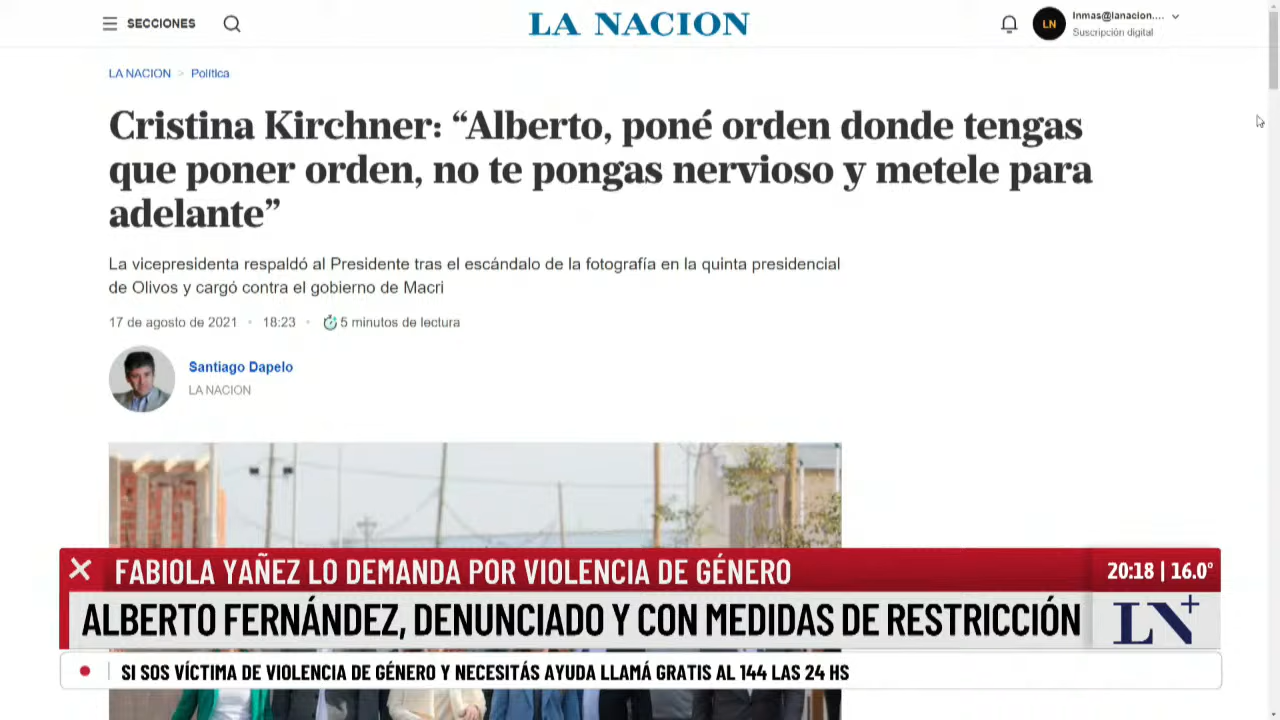 SECCIONES
LA NACION
LN
lnmas@lanacion....
Suscripción digital
LA NACION > Política
Cristina Kirchner: “Alberto, poné orden donde tengas
que poner orden, no te pongas nervioso y metele para
adelante”
La vicepresidenta respaldó al Presidente tras el escándalo de la fotografía en la quinta presidencial
de Olivos y cargó contra el gobierno de Macri
17 de agosto de 2021 • 18:23 • 5 minutos de lectura
Santiago Dapelo
LA NACION
FABIOLA YAÑEZ LO DEMANDA POR VIOLENCIA DE GÉNERO
20:18 | 16.0°
ALBERTO FERNÁNDEZ, DENUNCIADO Y CON MEDIDAS DE RESTRICCIÓN
LN+
SI SOS VÍCTIMA DE VIOLENCIA DE GÉNERO Y NECESITÁS AYUDA LLAMÁ GRATIS AL 144 LAS 24 HS